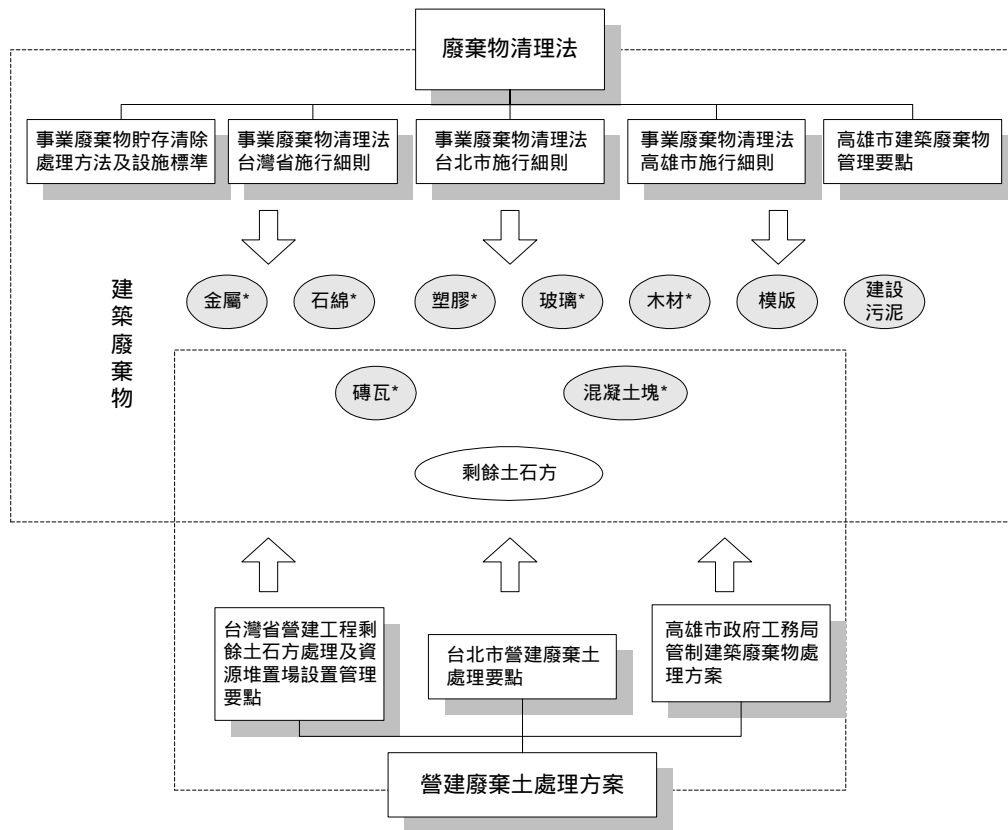 廢棄物清理法
事業廢棄物貯存清除
處理方法及設施標準
事業廢棄物清理法
台灣省施行細則
事業廢棄物清理法
台北市施行細則
事業廢棄物清理法
高雄市施行細則
高雄市建築廢棄物
管理要點
建築廢棄物
金屬*
石綿*
塑膠*
玻璃*
木材*
模版
建設
污泥
磚瓦*
混凝土塊*
剩餘土石方
台灣省營建工程剩
餘土石方處理及資
源堆置場設置管理
要點
台北市營建廢棄土
處理要點
高雄市政府工務局
管制建築廢棄物處
理方案
營建廢棄土處理方案